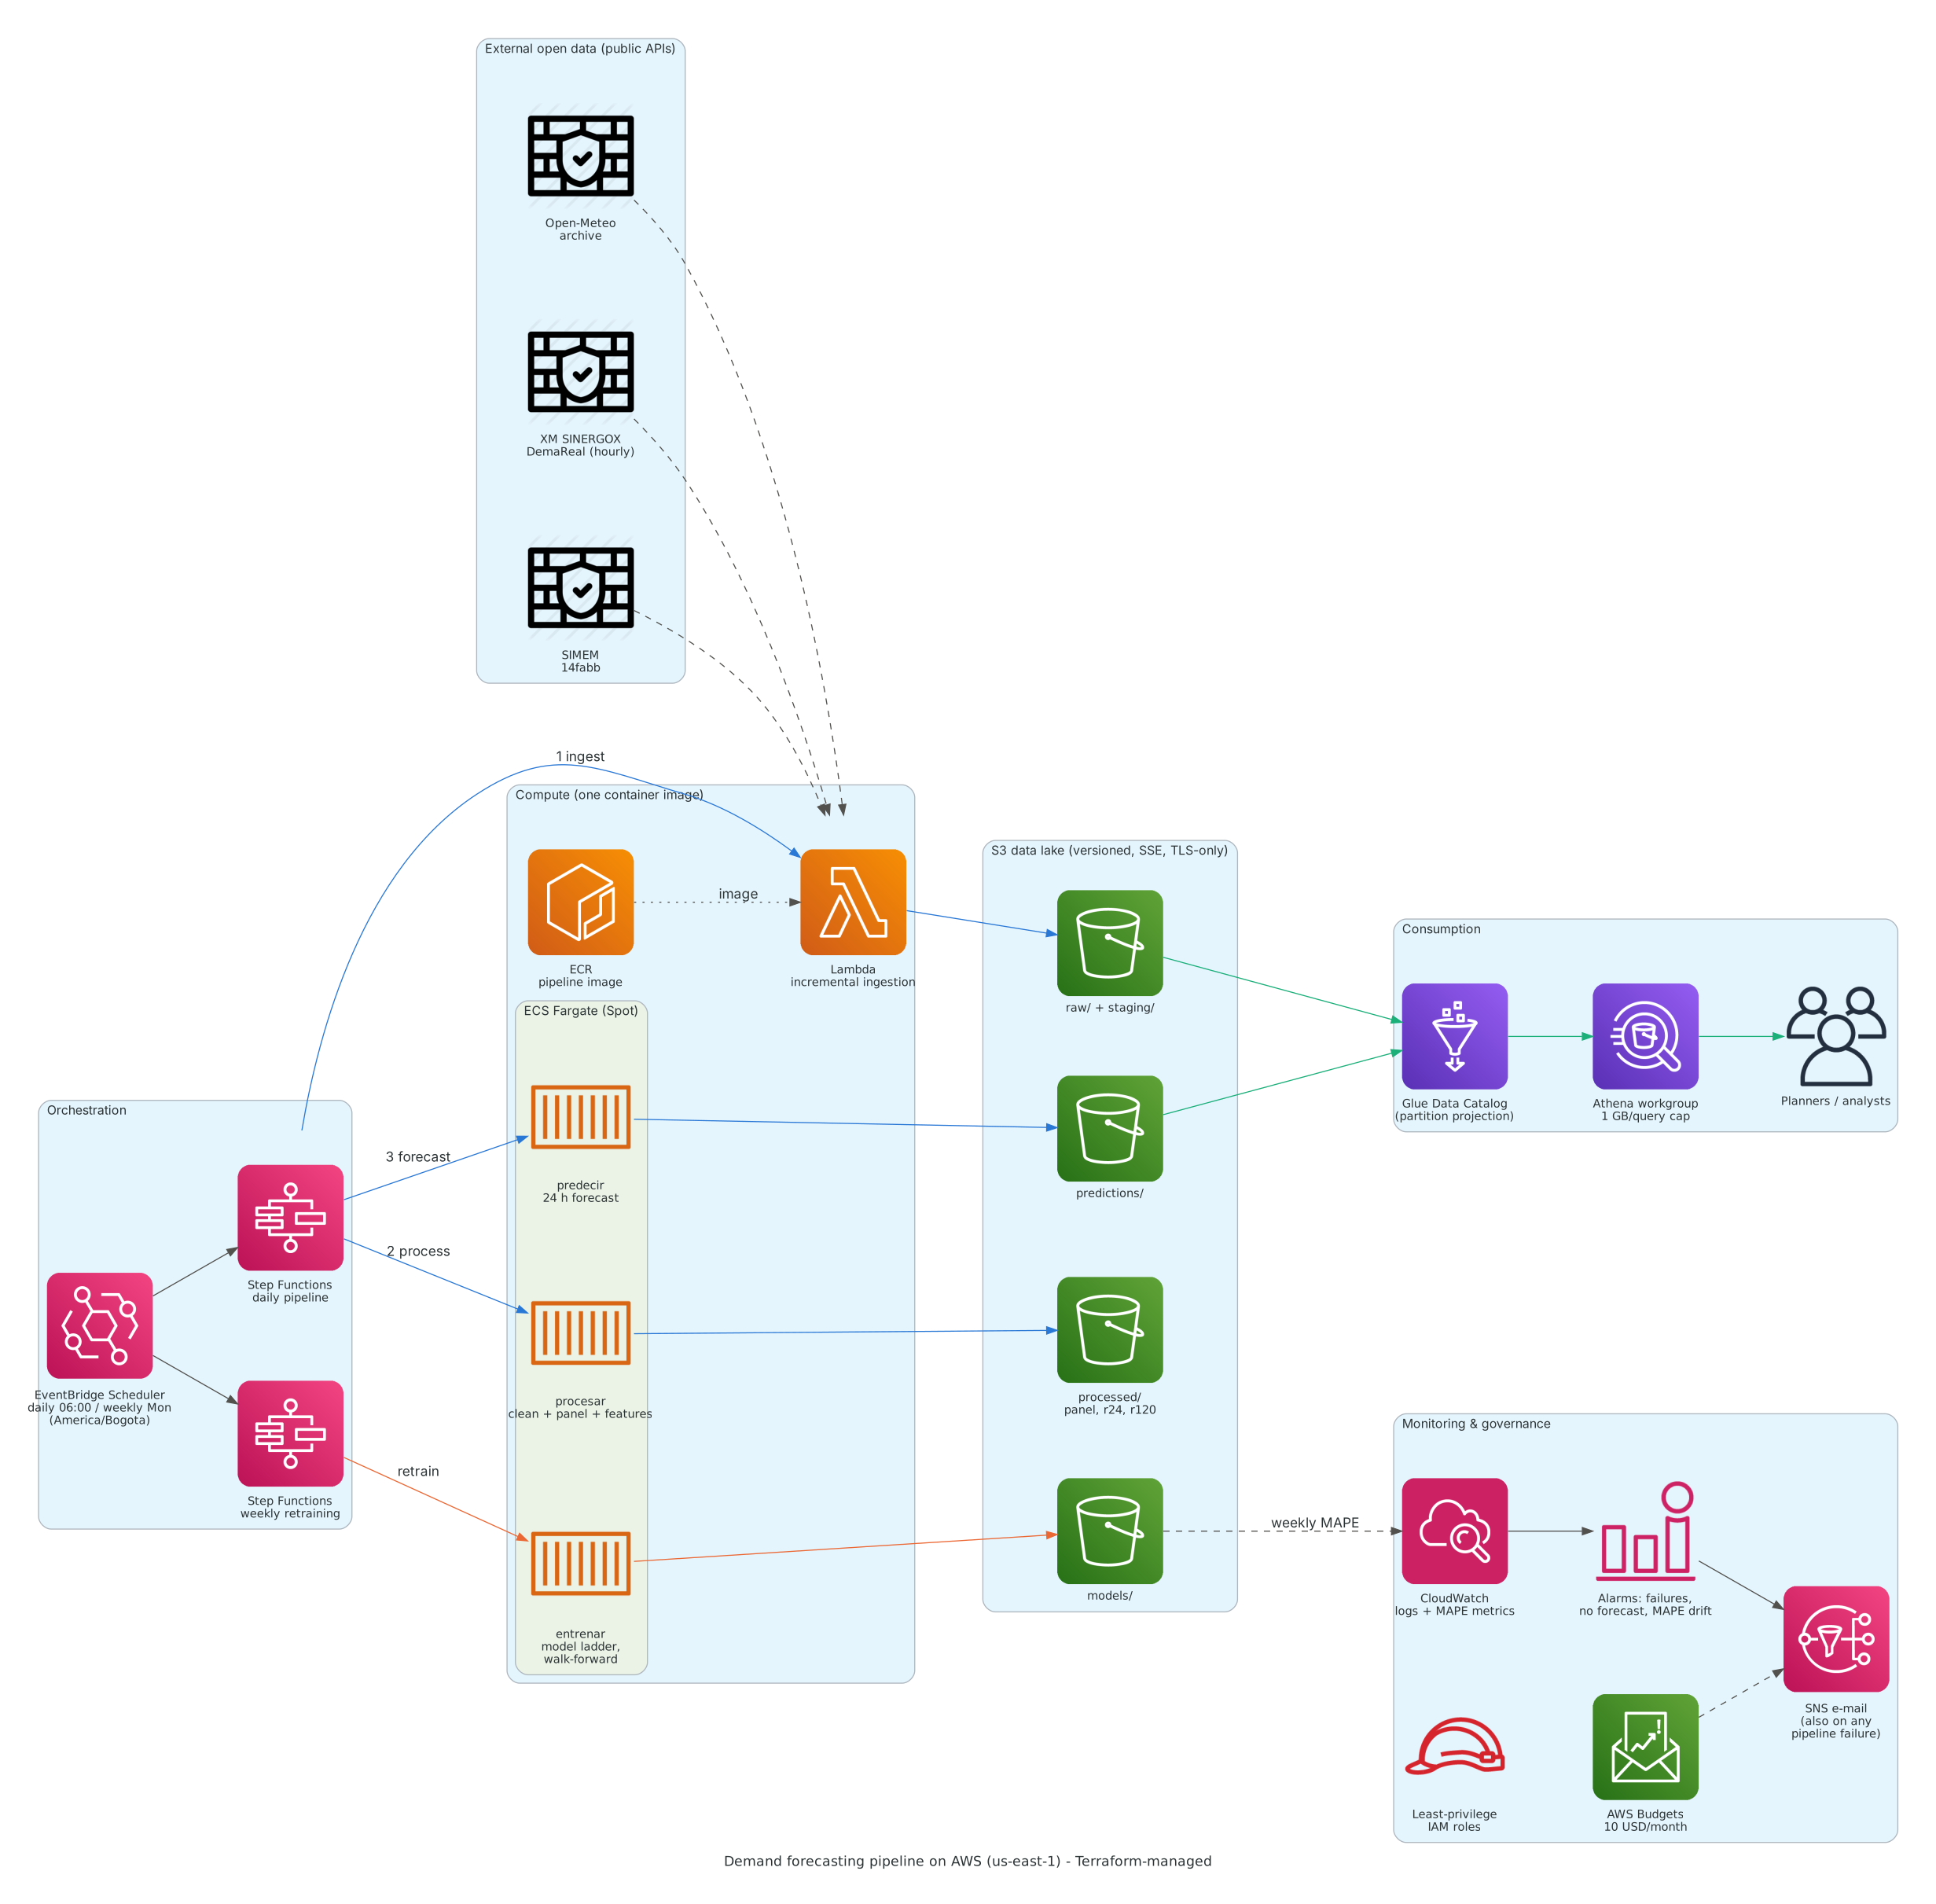 External open data (public APIs)
Open-Meteo
archive
XM SINERGOX
DemaReal (hourly)
SIMEM
14fabb
1 ingest
Compute (one container image)
image
ECR
pipeline image
Lambda
incremental ingestion
ECS Fargate (Spot)
predecir
24 h forecast
procesar
clean + panel + features
entrenar
model ladder,
walk-forward
Orchestration
3 forecast
2 process
retrain
Step Functions
daily pipeline
EventBridge Scheduler
daily 06:00 / weekly Mon
(America/Bogota)
Step Functions
weekly retraining
S3 data lake (versioned, SSE, TLS-only)
raw/ + staging/
predictions/
processed/
panel, r24, r120
models/
Consumption
Glue Data Catalog
(partition projection)
Athena workgroup
1 GB/query cap
Planners / analysts
weekly MAPE
Monitoring & governance
CloudWatch
logs + MAPE metrics
Alarms: failures,
no forecast, MAPE drift
SNS e-mail
(also on any
pipeline failure)
Least-privilege
IAM roles
AWS Budgets
10 USD/month
Demand forecasting pipeline on AWS (us-east-1) - Terraform-managed